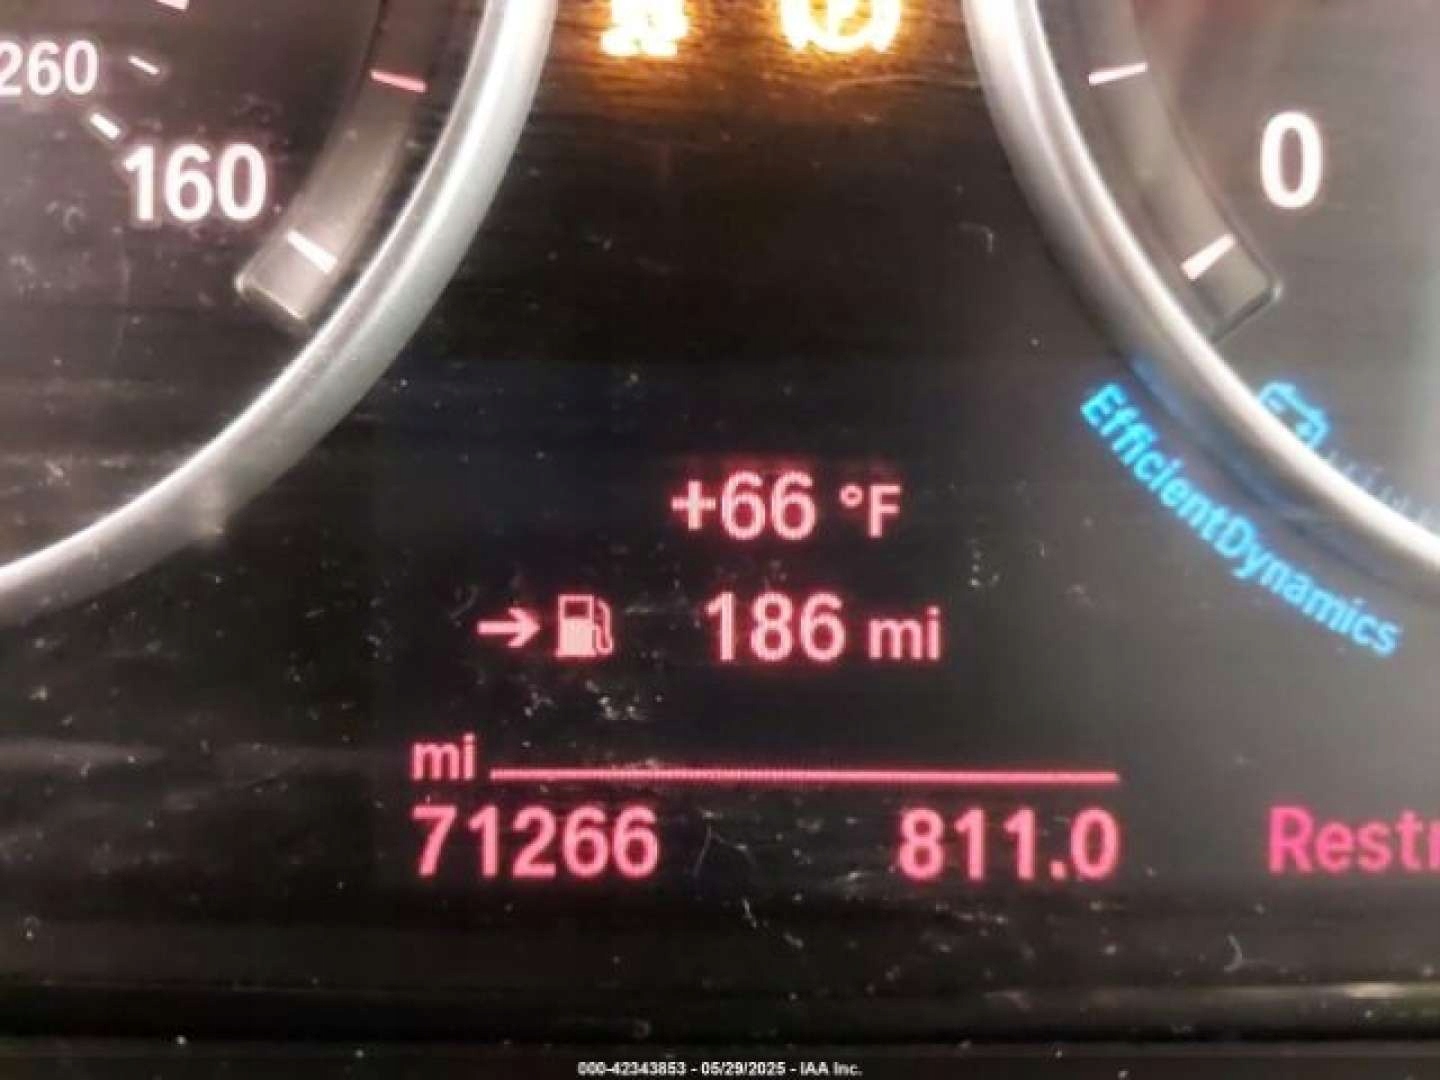 260
160
0
+66 °F
186 mi
EfficientDynamics
mi
71266 811.0 Restr
000-42343853 - 05/29/2025 - IAA Inc.